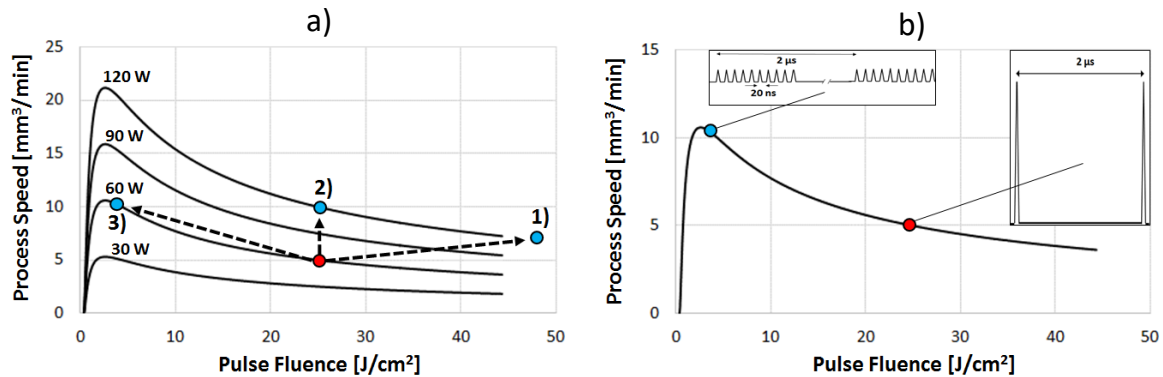 a)
25
20
15
10
5
0
120 W
90 W
60 W
30 W
1)
2)
3)
0 10 20 30 40 50
Process Speed [mm³/min]
Pulse Fluence [J/cm²]
b)
15
10
5
0
2 µs
20 ns
2 µs
0 10 20 30 40 50
Process Speed [mm³/min]
Pulse Fluence [J/cm²]